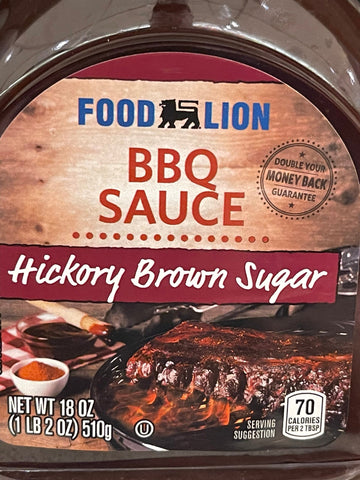 FOOD LION
BBQ
SAUCE
DOUBLE YOUR
MONEY BACK
GUARANTEE
Hickory Brown Sugar
NET WT 18 OZ
(1 LB 2 OZ) 510g
U
SERVING
SUGGESTION
70
CALORIES
PER 2 TBSP